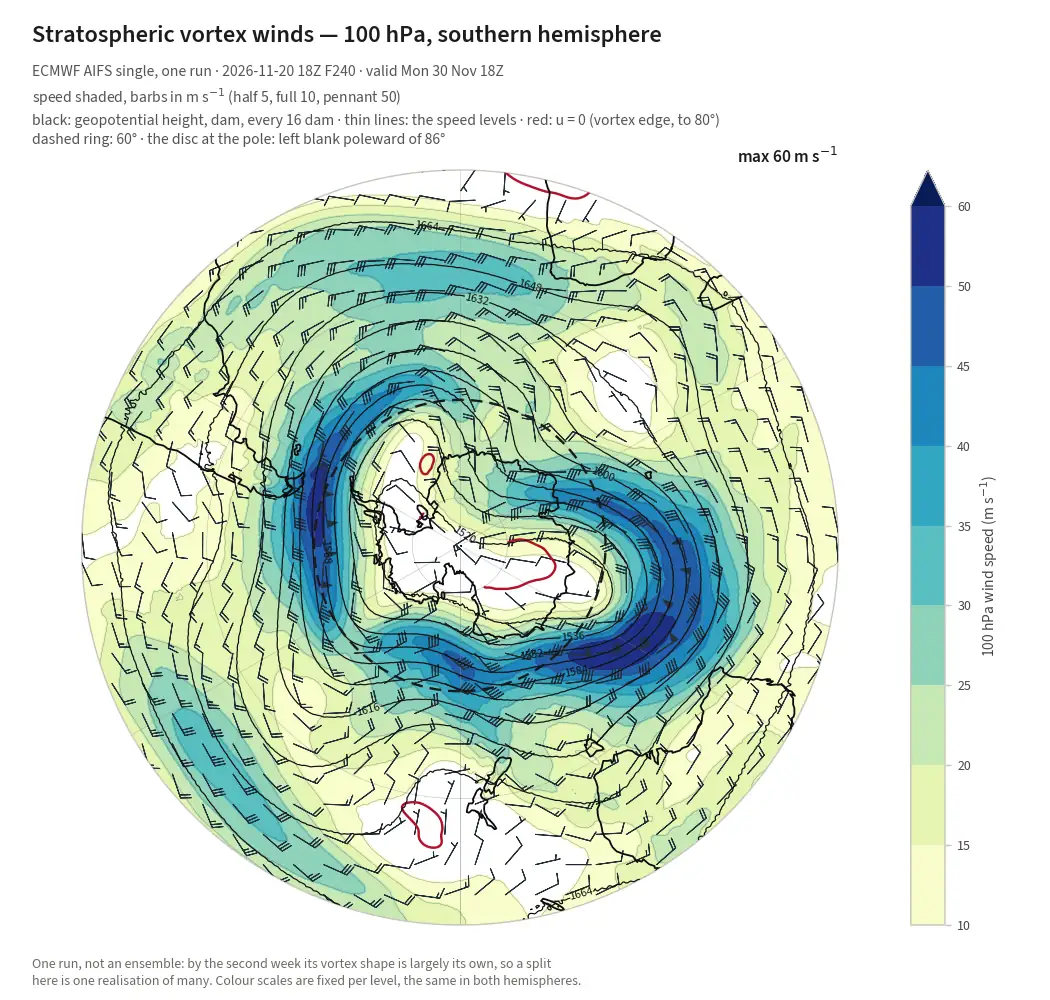 Stratospheric vortex winds — 100 hPa, southern hemisphere
ECMWF AIFS single, one run · 2026-11-20 18Z F240 · valid Mon 30 Nov 18Z
speed shaded, barbs in m s⁻¹ (half 5, full 10, pennant 50)
black: geopotential height, dam, every 16 dam · thin lines: the speed levels · red: u = 0 (vortex edge, to 80°)
dashed ring: 60° · the disc at the pole: left blank poleward of 86°
max 60 m s⁻¹
1664
1648
1632
1600
1520
1568
1536
1552
1584
1616
1664
60
50
45
40
35
30
25
20
15
10
100 hPa wind speed (m s⁻¹)
One run, not an ensemble: by the second week its vortex shape is largely its own, so a split
here is one realisation of many. Colour scales are fixed per level, the same in both hemispheres.